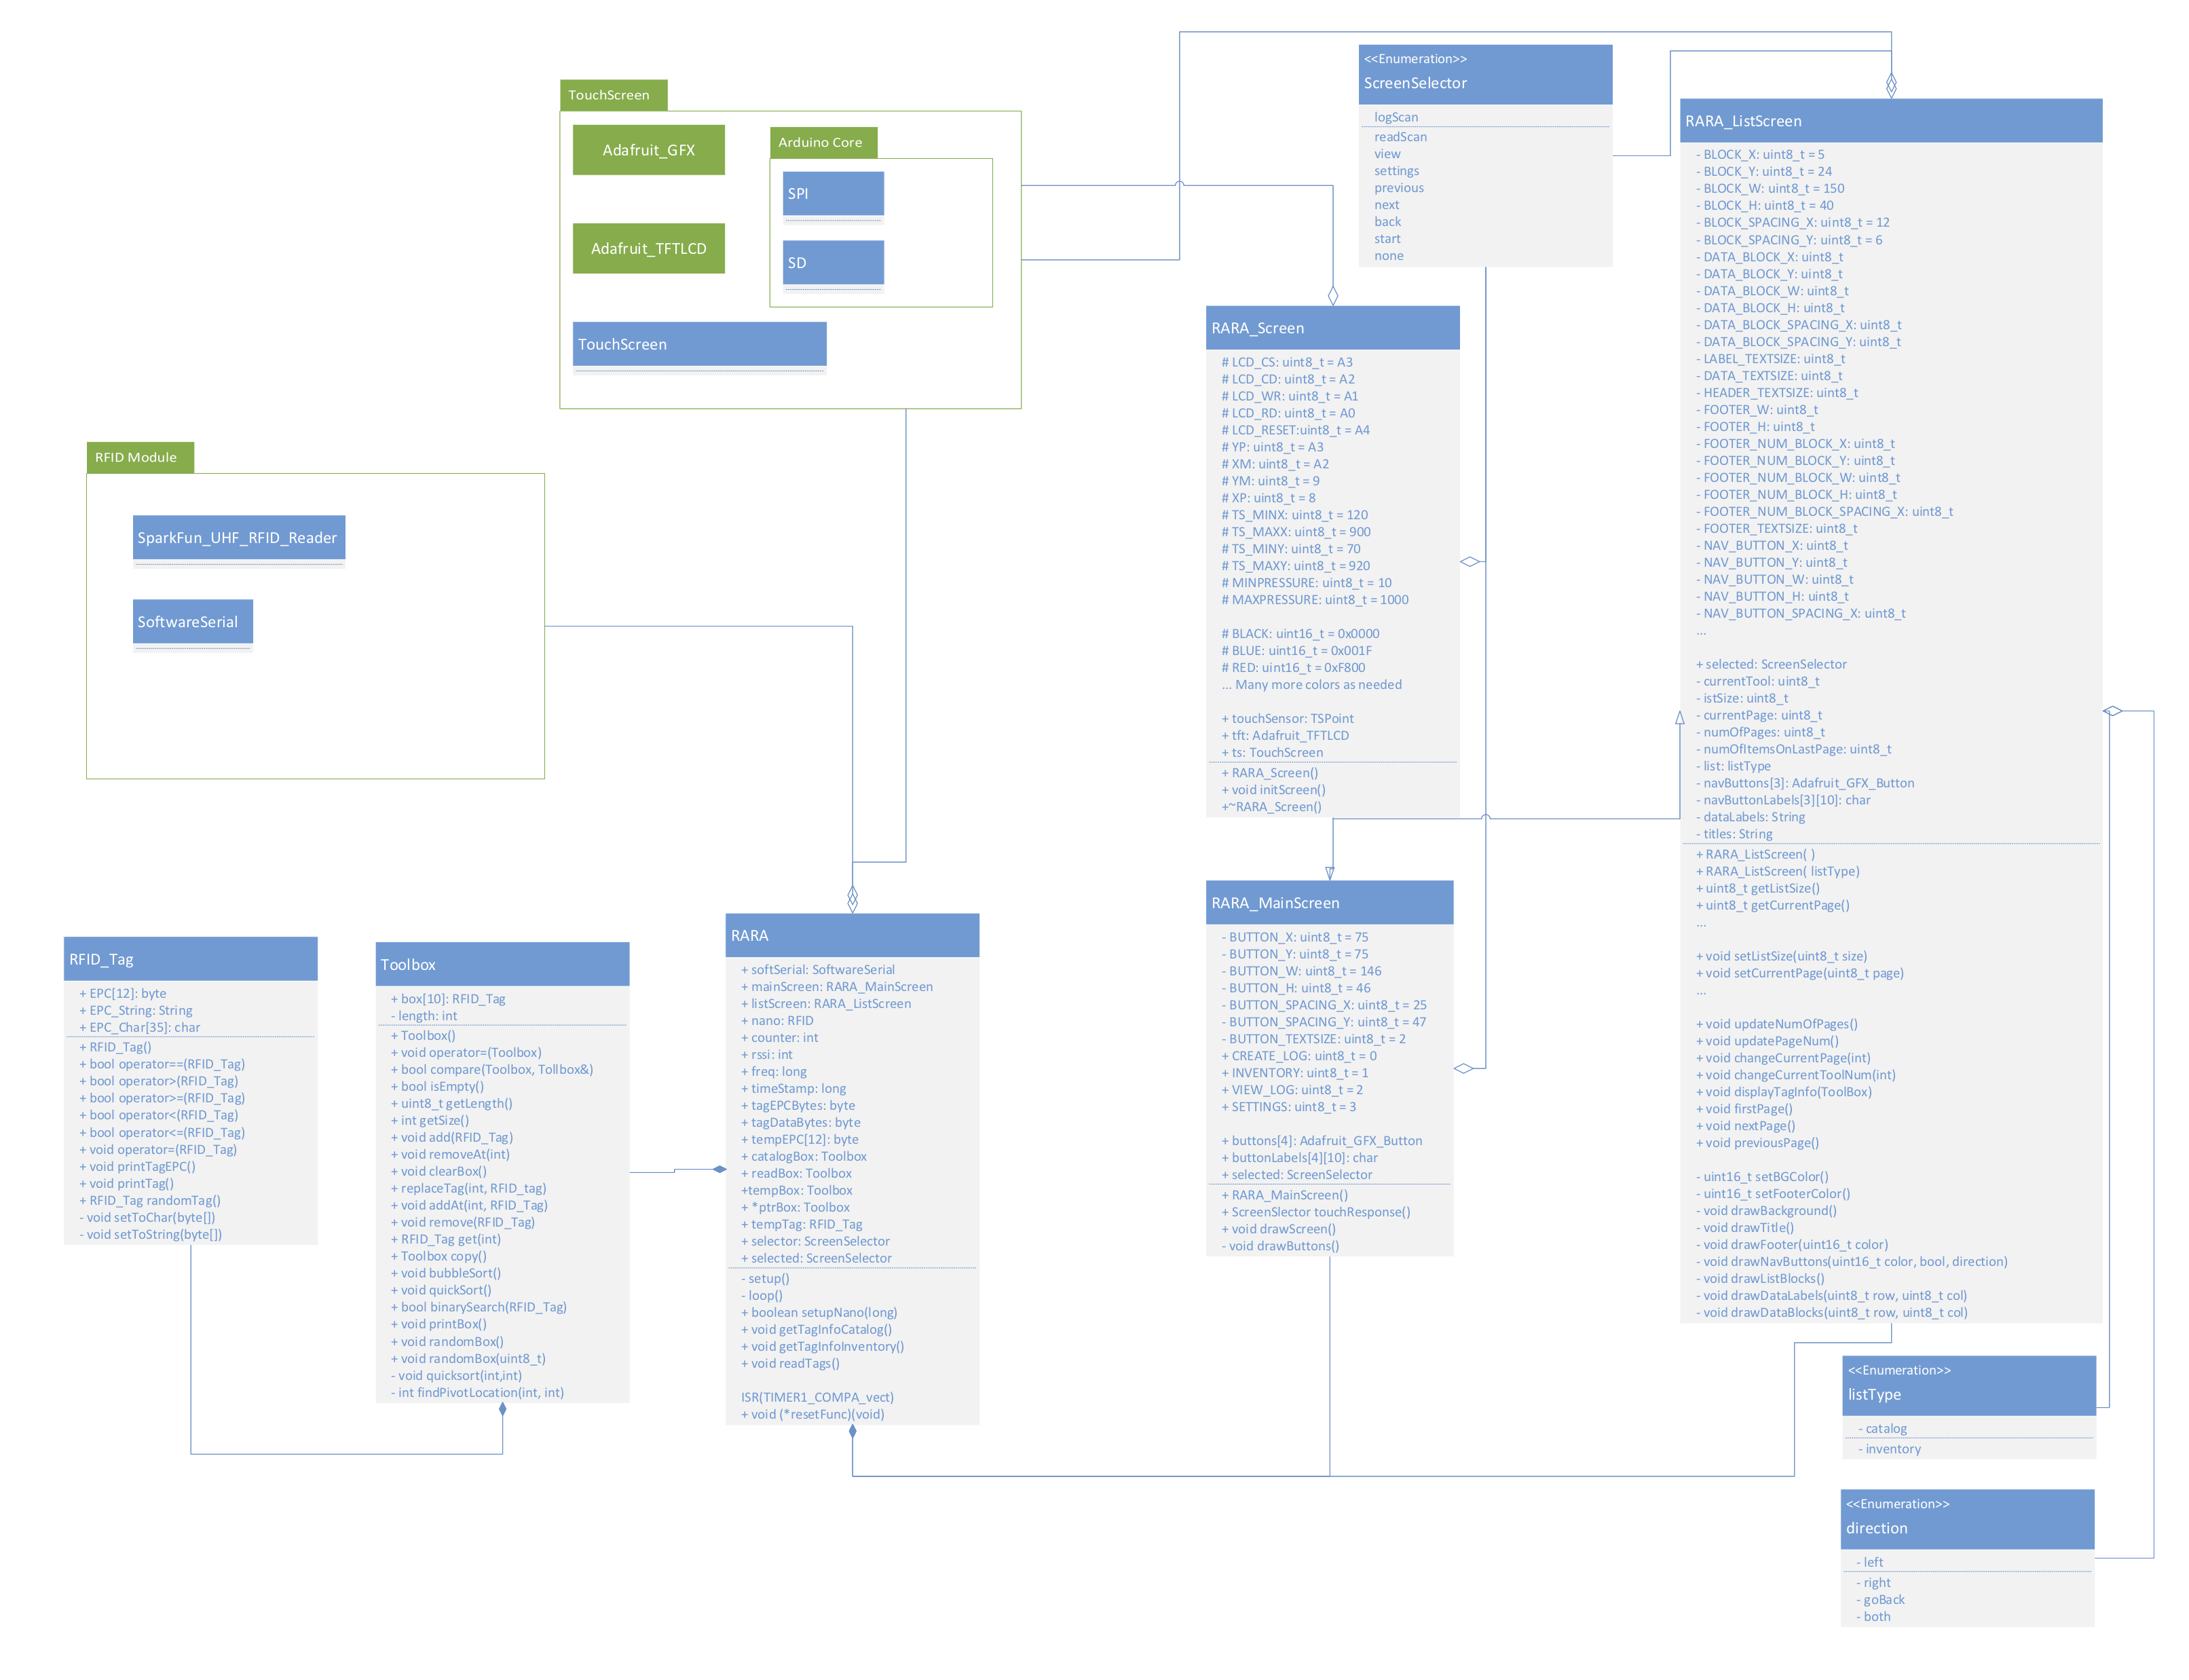 TouchScreen
Adafruit_GFX
Arduino Core
SPI
Adafruit_TFTLCD
SD
TouchScreen
RFID Module
SparkFun_UHF_RFID_Reader
SoftwareSerial
<<Enumeration>>
ScreenSelector
logScan
readScan
view
settings
previous
next
back
start
none
RARA_Screen
# LCD_CS: uint8_t = A3
# LCD_CD: uint8_t = A2
# LCD_WR: uint8_t = A1
# LCD_RD: uint8_t = A0
# LCD_RESET:uint8_t = A4
# YP: uint8_t = A3
# XM: uint8_t = A2
# YM: uint8_t = 9
# XP: uint8_t = 8
# TS_MINX: uint8_t = 120
# TS_MAXX: uint8_t = 900
# TS_MINY: uint8_t = 70
# TS_MAXY: uint8_t = 920
# MINPRESSURE: uint8_t = 10
# MAXPRESSURE: uint8_t = 1000
# BLACK: uint16_t = 0x0000
# BLUE: uint16_t = 0x001F
# RED: uint16_t = 0xF800
... Many more colors as needed
+ touchSensor: TSPoint
+ tft: Adafruit_TFTLCD
+ ts: TouchScreen
+ RARA_Screen()
+ void initScreen()
+~RARA_Screen()
RARA_ListScreen
- BLOCK_X: uint8_t = 5
- BLOCK_Y: uint8_t = 24
- BLOCK_W: uint8_t = 150
- BLOCK_H: uint8_t = 40
- BLOCK_SPACING_X: uint8_t = 12
- BLOCK_SPACING_Y: uint8_t = 6
- DATA_BLOCK_X: uint8_t
- DATA_BLOCK_Y: uint8_t
- DATA_BLOCK_W: uint8_t
- DATA_BLOCK_H: uint8_t
- DATA_BLOCK_SPACING_X: uint8_t
- DATA_BLOCK_SPACING_Y: uint8_t
- LABEL_TEXTSIZE: uint8_t
- DATA_TEXTSIZE: uint8_t
- HEADER_TEXTSIZE: uint8_t
- FOOTER_W: uint8_t
- FOOTER_H: uint8_t
- FOOTER_NUM_BLOCK_X: uint8_t
- FOOTER_NUM_BLOCK_Y: uint8_t
- FOOTER_NUM_BLOCK_W: uint8_t
- FOOTER_NUM_BLOCK_H: uint8_t
- FOOTER_NUM_BLOCK_SPACING_X: uint8_t
- FOOTER_TEXTSIZE: uint8_t
- NAV_BUTTON_X: uint8_t
- NAV_BUTTON_Y: uint8_t
- NAV_BUTTON_W: uint8_t
- NAV_BUTTON_H: uint8_t
- NAV_BUTTON_SPACING_X: uint8_t
...
+ selected: ScreenSelector
- currentTool: uint8_t
- istSize: uint8_t
- currentPage: uint8_t
- numOfPages: uint8_t
- numOfItemsOnLastPage: uint8_t
- list: listType
- navButtons[3]: Adafruit_GFX_Button
- navButtonLabels[3][10]: char
- dataLabels: String
- titles: String
+ RARA_ListScreen( )
+ RARA_ListScreen( listType)
+ uint8_t getListSize()
+ uint8_t getCurrentPage()
...
+ void setListSize(uint8_t size)
+ void setCurrentPage(uint8_t page)
...
+ void updateNumOfPages()
+ void updatePageNum()
+ void changeCurrentPage(int)
+ void changeCurrentToolNum(int)
+ void displayTagInfo(ToolBox)
+ void firstPage()
+ void nextPage()
+ void previousPage()
- uint16_t setBGColor()
- uint16_t setFooterColor()
- void drawBackground()
- void drawTitle()
- void drawFooter(uint16_t color)
- void drawNavButtons(uint16_t color, bool, direction)
- void drawListBlocks()
- void drawDataLabels(uint8_t row, uint8_t col)
- void drawDataBlocks(uint8_t row, uint8_t col)
RFID_Tag
+ EPC[12]: byte
+ EPC_String: String
+ EPC_Char[35]: char
+ RFID_Tag()
+ bool operator==(RFID_Tag)
+ bool operator>(RFID_Tag)
+ bool operator>=(RFID_Tag)
+ bool operator<(RFID_Tag)
+ bool operator<=(RFID_Tag)
+ void operator=(RFID_Tag)
+ void printTagEPC()
+ void printTag()
+ RFID_Tag randomTag()
- void setToChar(byte[])
- void setToString(byte[])
Toolbox
+ box[10]: RFID_Tag
- length: int
+ Toolbox()
+ void operator=(Toolbox)
+ bool compare(Toolbox, Tollbox&)
+ bool isEmpty()
+ uint8_t getLength()
+ int getSize()
+ void add(RFID_Tag)
+ void removeAt(int)
+ void clearBox()
+ replaceTag(int, RFID_tag)
+ void addAt(int, RFID_Tag)
+ void remove(RFID_Tag)
+ RFID_Tag get(int)
+ Toolbox copy()
+ void bubbleSort()
+ void quickSort()
+ bool binarySearch(RFID_Tag)
+ void printBox()
+ void randomBox()
+ void randomBox(uint8_t)
- void quicksort(int,int)
- int findPivotLocation(int, int)
RARA
+ softSerial: SoftwareSerial
+ mainScreen: RARA_MainScreen
+ listScreen: RARA_ListScreen
+ nano: RFID
+ counter: int
+ rssi: int
+ freq: long
+ timeStamp: long
+ tagEPCBytes: byte
+ tagDataBytes: byte
+ tempEPC[12]: byte
+ catalogBox: Toolbox
+ readBox: Toolbox
+tempBox: Toolbox
+ *ptrBox: Toolbox
+ tempTag: RFID_Tag
+ selector: ScreenSelector
+ selected: ScreenSelector
- setup()
- loop()
+ boolean setupNano(long)
+ void getTagInfoCatalog()
+ void getTagInfoInventory()
+ void readTags()
ISR(TIMER1_COMPA_vect)
+ void (*resetFunc)(void)
RARA_MainScreen
- BUTTON_X: uint8_t = 75
- BUTTON_Y: uint8_t = 75
- BUTTON_W: uint8_t = 146
- BUTTON_H: uint8_t = 46
- BUTTON_SPACING_X: uint8_t = 25
- BUTTON_SPACING_Y: uint8_t = 47
- BUTTON_TEXTSIZE: uint8_t = 2
+ CREATE_LOG: uint8_t = 0
+ INVENTORY: uint8_t = 1
+ VIEW_LOG: uint8_t = 2
+ SETTINGS: uint8_t = 3
+ buttons[4]: Adafruit_GFX_Button
+ buttonLabels[4][10]: char
+ selected: ScreenSelector
+ RARA_MainScreen()
+ ScreenSlector touchResponse()
+ void drawScreen()
- void drawButtons()
<<Enumeration>>
listType
- catalog
- inventory
<<Enumeration>>
direction
- left
- right
- goBack
- both